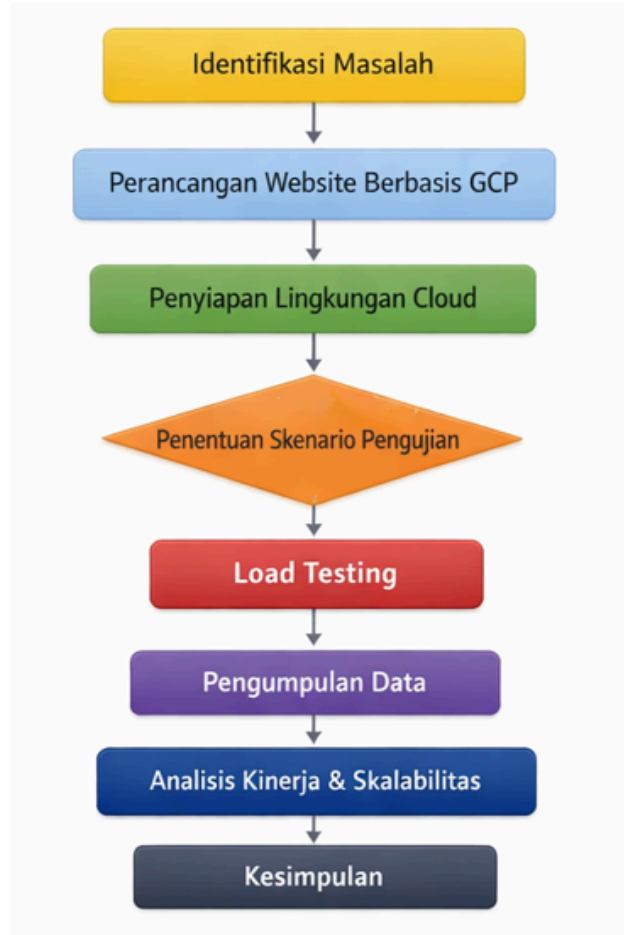 Identifikasi Masalah
Perancangan Website Berbasis GCP
Penyiapan Lingkungan Cloud
Penentuan Skenario Pengujian
Load Testing
Pengumpulan Data
Analisis Kinerja & Skalabilitas
Kesimpulan